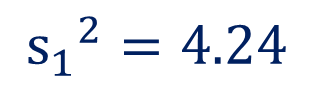 s₁² = 4.24